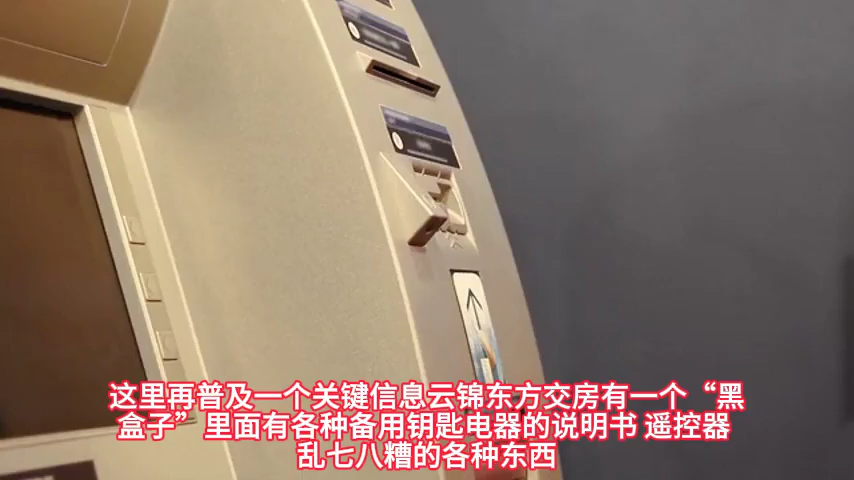 这里再普及一个关键信息云锦东方交房有一个“黑
盒子”里面有各种备用钥匙电器的说明书 遥控器
乱七八糟的各种东西